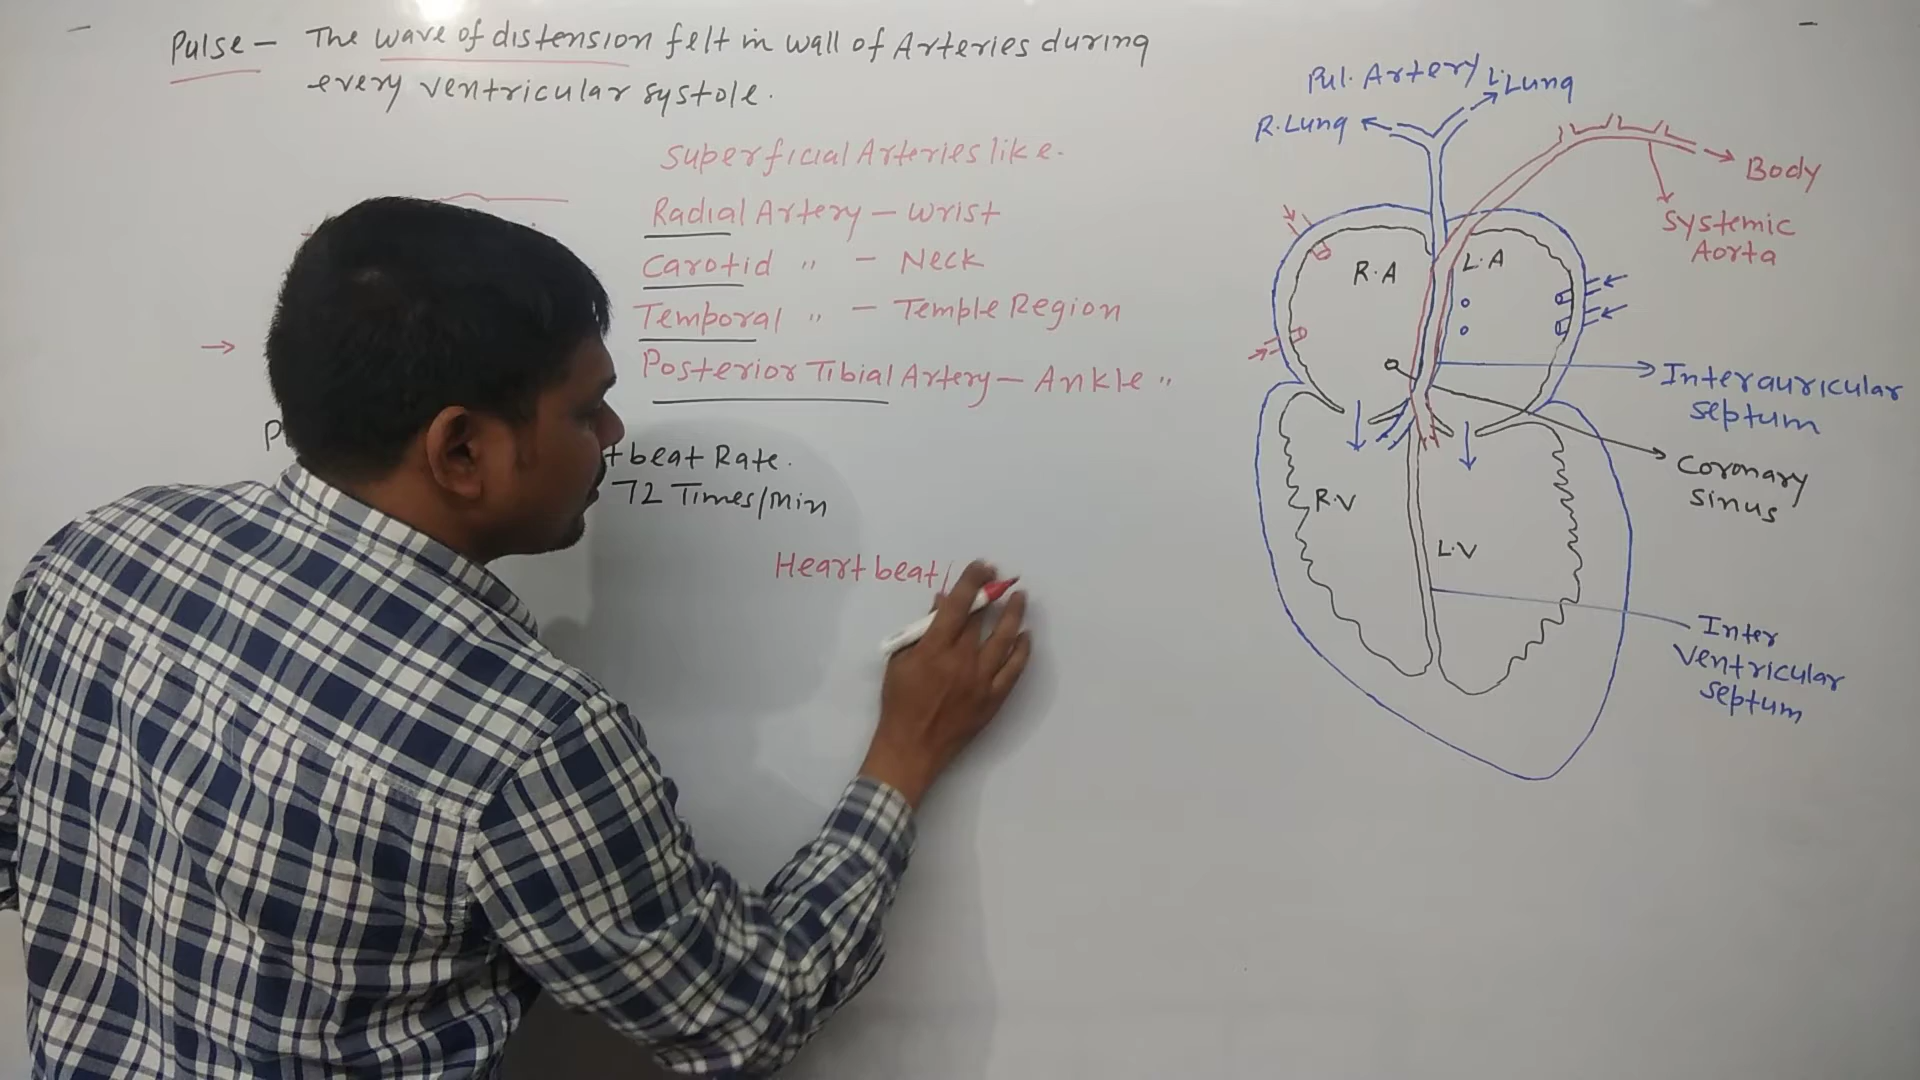 Pulse - The wave of distension felt in wall of Arteries during
every ventricular systole.
Superficial Arteries like.
Radial Artery - Wrist
Carotid " - Neck
Temporal " - Temple Region
Posterior Tibial Artery - Ankle "
beat Rate.
72 Times/min
Heart beat/
Pul. Artery
L.Lung
R.Lung
Body
Systemic
Aorta
R.A
L.A
Interauricular
Septum
Coronary
Sinus
R.V
L.V
Inter
Ventricular
Septum